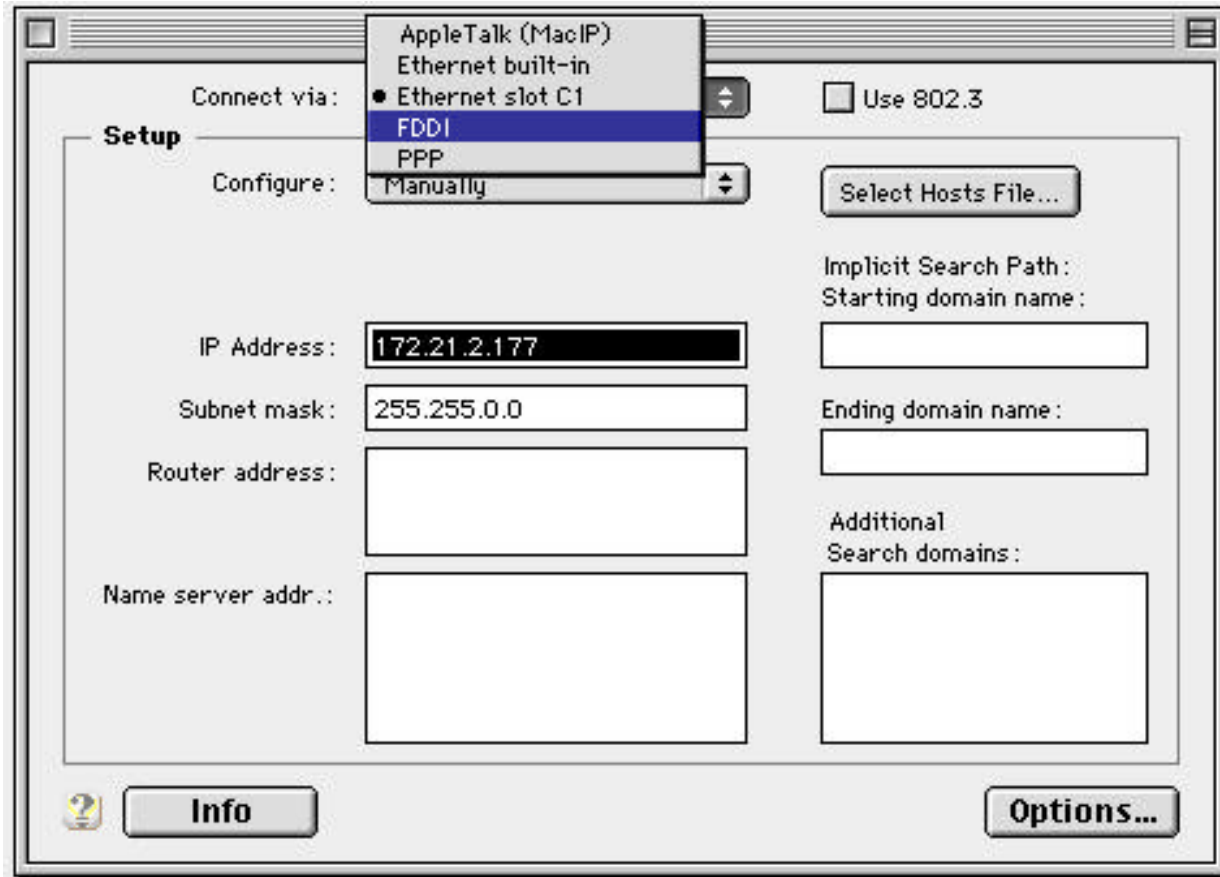 AppleTalk (MacIP)
Ethernet built-in
Connect via:
• Ethernet slot C1
Use 802.3
FDDI
Setup
PPP
Configure:
Manually
Select Hosts File...
Implicit Search Path:
Starting domain name:
IP Address:
172.21.2.177
Subnet mask:
255.255.0.0
Ending domain name:
Router address:
Additional
Search domains:
Name server addr.:
?
Info
Options...